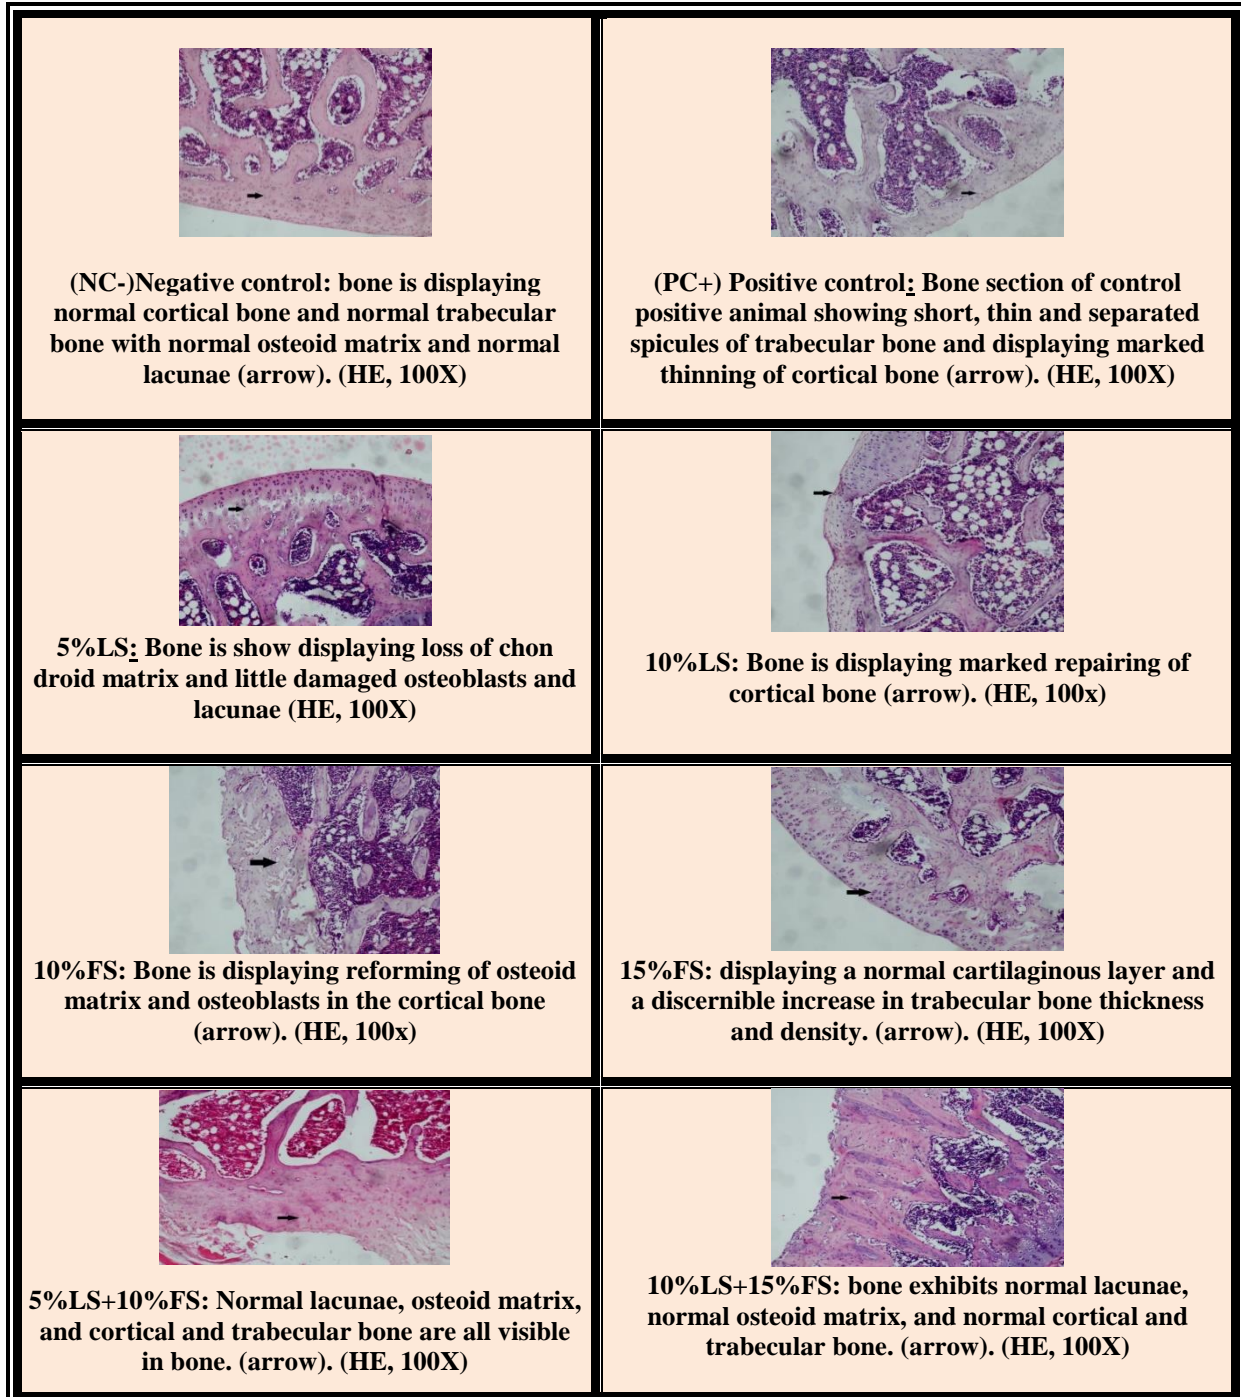 (NC-)Negative control: bone is displaying
normal cortical bone and normal trabecular
bone with normal osteoid matrix and normal
lacunae (arrow). (HE, 100X)
(PC+) Positive control: Bone section of control
positive animal showing short, thin and separated
spicules of trabecular bone and displaying marked
thinning of cortical bone (arrow). (HE, 100X)
5%LS: Bone is show displaying loss of chon
droid matrix and little damaged osteoblasts and
lacunae (HE, 100X)
10%LS: Bone is displaying marked repairing of
cortical bone (arrow). (HE, 100x)
10%FS: Bone is displaying reforming of osteoid
matrix and osteoblasts in the cortical bone
(arrow). (HE, 100x)
15%FS: displaying a normal cartilaginous layer and
a discernible increase in trabecular bone thickness
and density. (arrow). (HE, 100X)
5%LS+10%FS: Normal lacunae, osteoid matrix,
and cortical and trabecular bone are all visible
in bone. (arrow). (HE, 100X)
10%LS+15%FS: bone exhibits normal lacunae,
normal osteoid matrix, and normal cortical and
trabecular bone. (arrow). (HE, 100X)